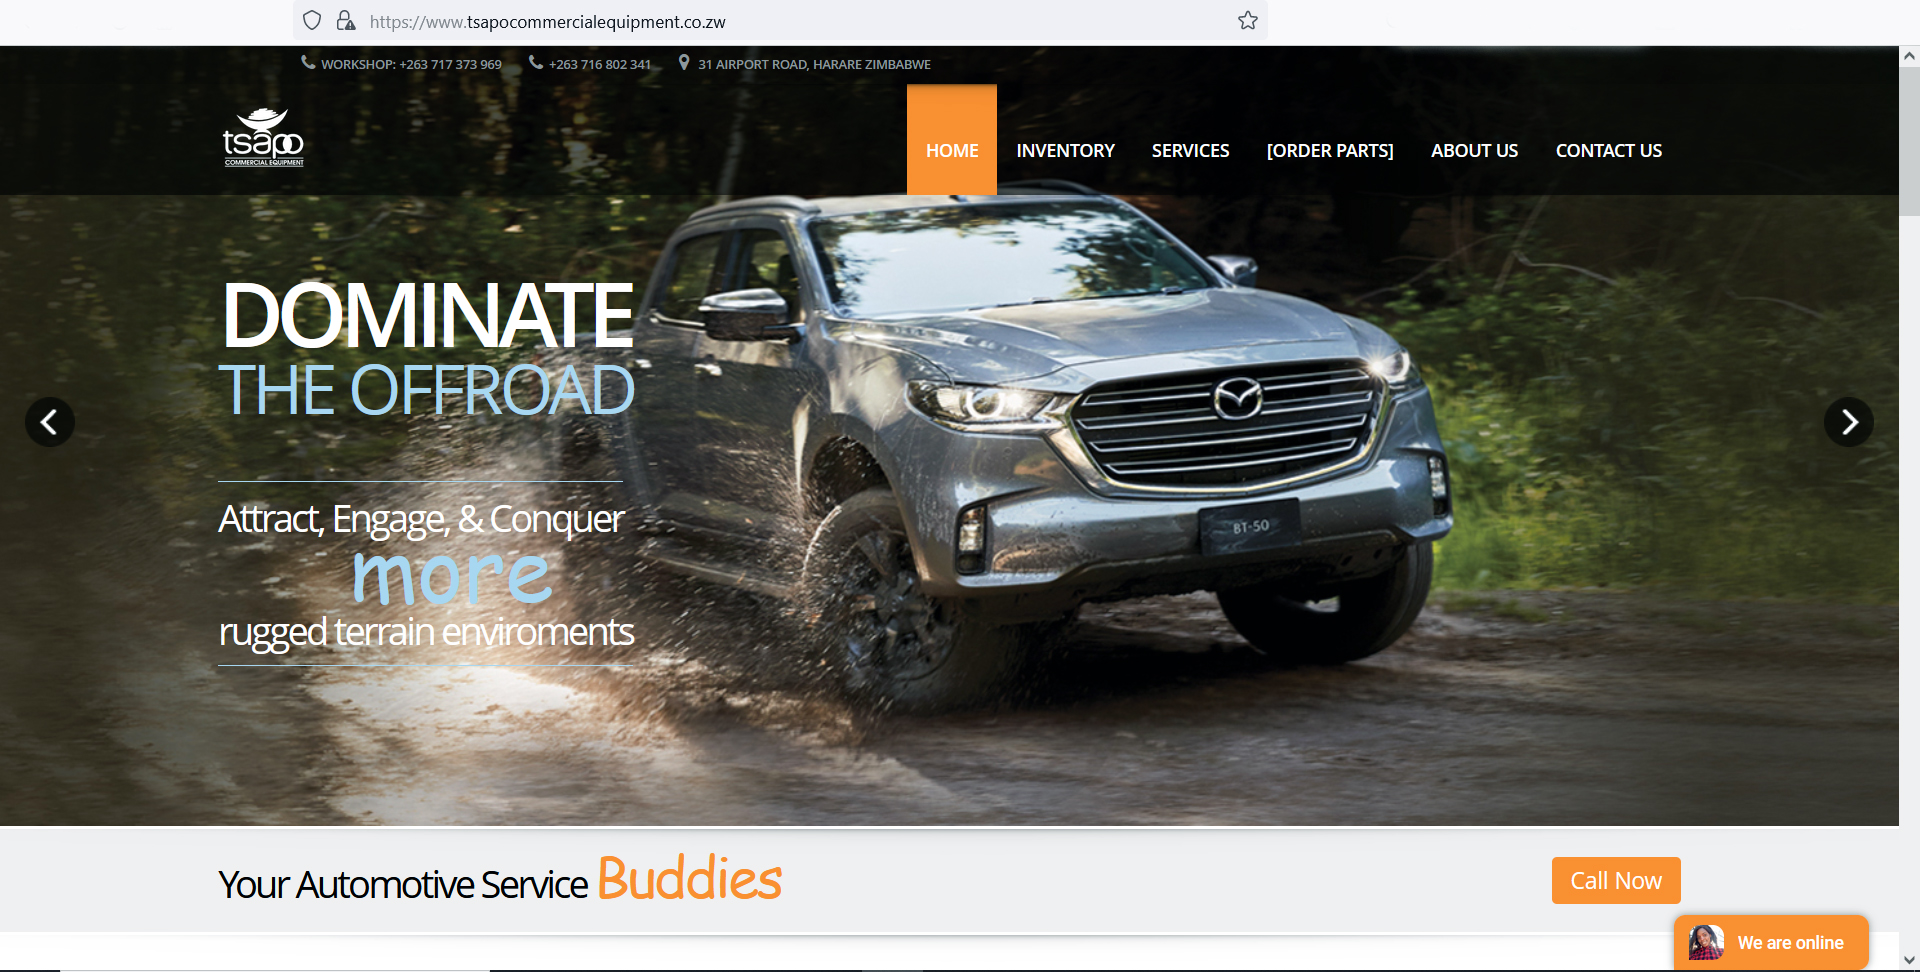 https://www.tsapocommercialequipment.co.zw
WORKSHOP: +263 717 373 969 +263 716 802 341 31 AIRPORT ROAD, HARARE ZIMBABWE
tsapo
COMMERCIAL EQUIPMENT
HOME INVENTORY SERVICES [ORDER PARTS] ABOUT US CONTACT US
DOMINATE
THE OFFROAD
Attract, Engage, & Conquer
more
rugged terrain enviroments
BT-50
Your Automotive Service Buddies
Call Now
We are online